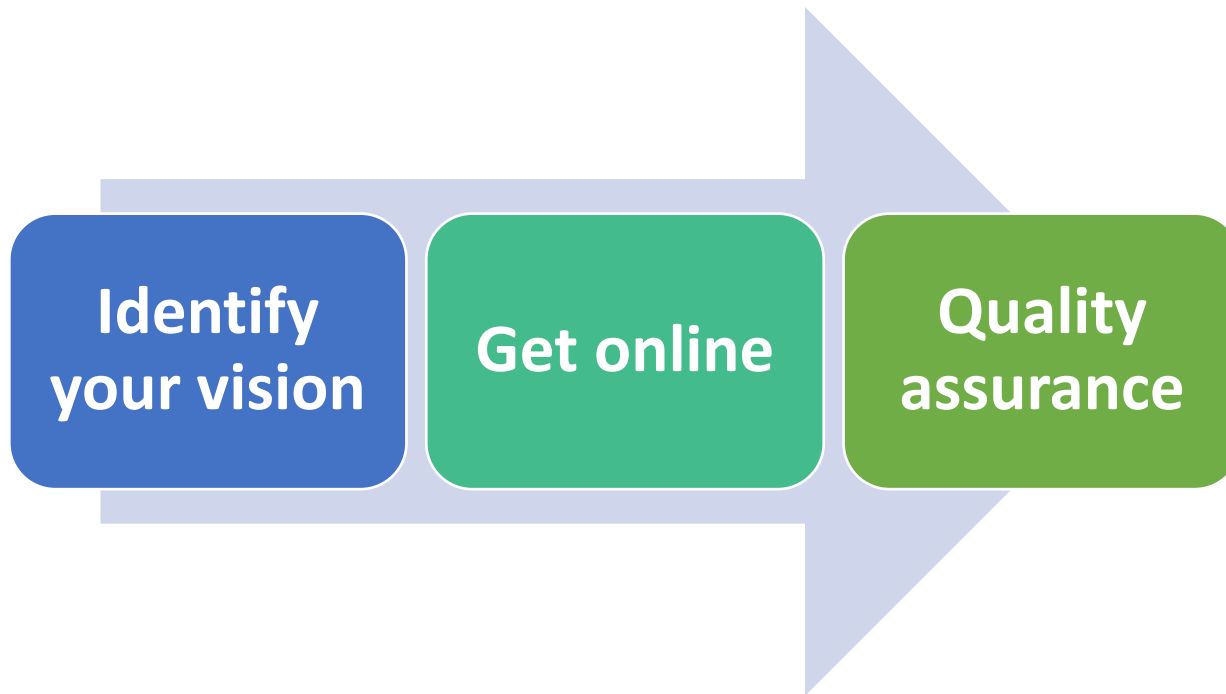 Identify
your vision
Get online
Quality
assurance